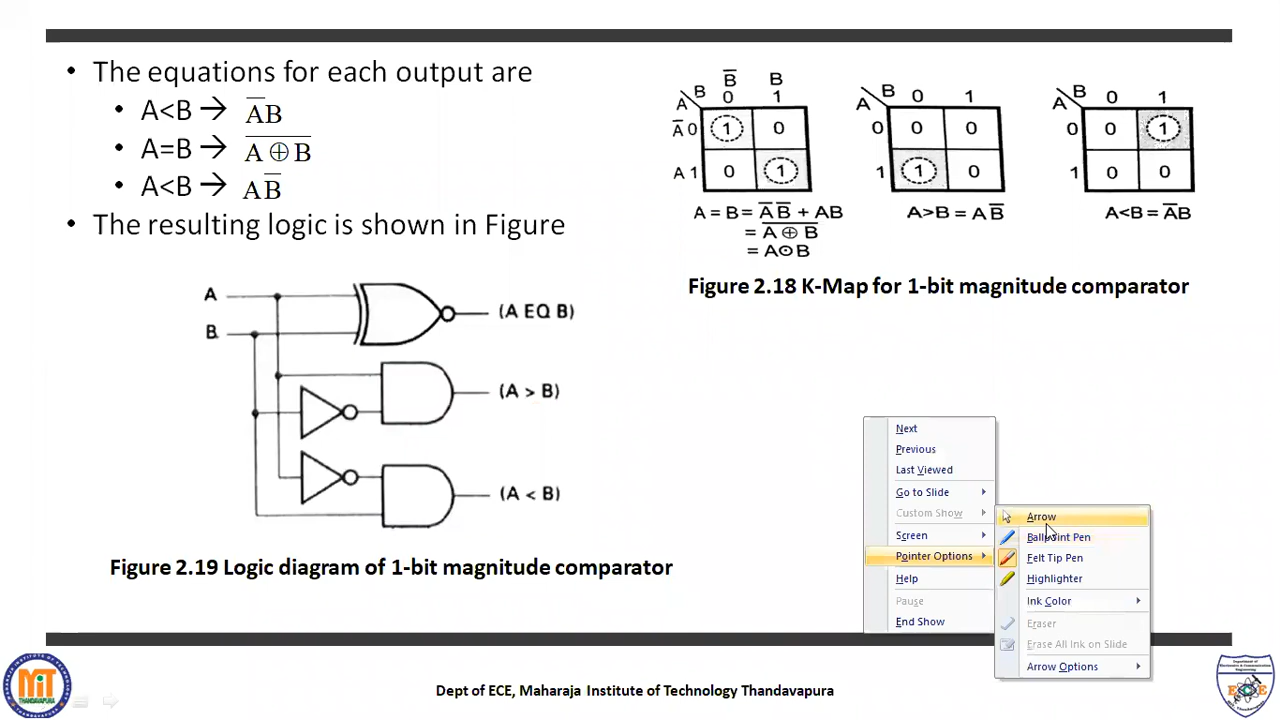 • The equations for each output are
• A<B → A̅B
• A=B → A̅ ̅⊕̅ ̅B̅
• A<B → AB̅
• The resulting logic is shown in Figure
B̅ B
A B 0 1
A̅ 0 1 0
A 1 0 1
A = B = A̅ B̅ + AB
= A̅ ̅⊕̅ ̅B̅
= A⊙B
A B 0 1
0 0 0
1 1 0
A>B = A B̅
A B 0 1
0 0 1
1 0 0
A<B = A̅B
Figure 2.18 K-Map for 1-bit magnitude comparator
A
B
(A EQ B)
(A > B)
(A < B)
Figure 2.19 Logic diagram of 1-bit magnitude comparator
Next
Previous
Last Viewed
Go to Slide
Custom Show
Screen
Pointer Options
Help
Pause
End Show
Arrow
Ballpoint Pen
Felt Tip Pen
Highlighter
Ink Color
Eraser
Erase All Ink on Slide
Arrow Options
MIT
THANDAVAPURA
Dept of ECE, Maharaja Institute of Technology Thandavapura
ECE